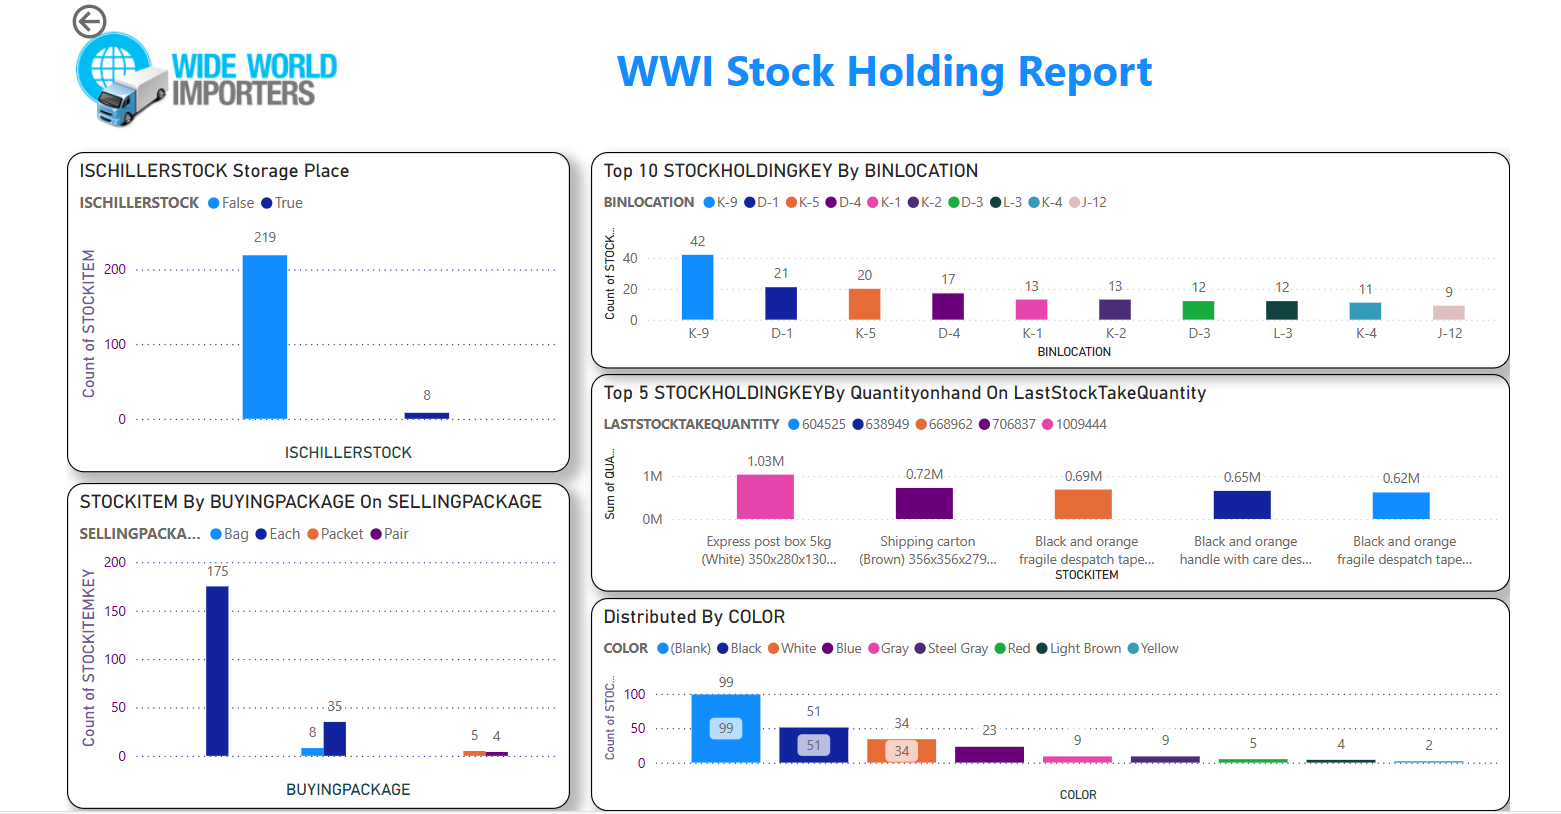 WIDE WORLD
IMPORTERS
WWI Stock Holding Report
ISCHILLERSTOCK Storage Place
ISCHILLERSTOCK False True
Count of STOCKITEM
200
100
0
219
8
ISCHILLERSTOCK
STOCKITEM By BUYINGPACKAGE On SELLINGPACKAGE
SELLINGPACKA... Bag Each Packet Pair
Count of STOCKITEMKEY
200
150
100
50
0
175
8
35
5
4
BUYINGPACKAGE
Top 10 STOCKHOLDINGKEY By BINLOCATION
BINLOCATION K-9 D-1 K-5 D-4 K-1 K-2 D-3 L-3 K-4 J-12
Count of STOCK...
40
20
0
42 21 20 17 13 13 12 12 11 9
K-9 D-1 K-5 D-4 K-1 K-2 D-3 L-3 K-4 J-12
BINLOCATION
Top 5 STOCKHOLDINGKEYBy Quantityonhand On LastStockTakeQuantity
LASTSTOCKTAKEQUANTITY 604525 638949 668962 706837 1009444
Sum of QUA...
1M
0M
1.03M 0.72M 0.69M 0.65M 0.62M
Express post box 5kg
(White) 350x280x130...
Shipping carton
(Brown) 356x356x279...
Black and orange
fragile despatch tape...
Black and orange
handle with care des...
Black and orange
fragile despatch tape...
STOCKITEM
Distributed By COLOR
COLOR (Blank) Black White Blue Gray Steel Gray Red Light Brown Yellow
Count of STOC...
100
50
0
99 51 34 23 9 9 5 4 2
99 51 34
COLOR